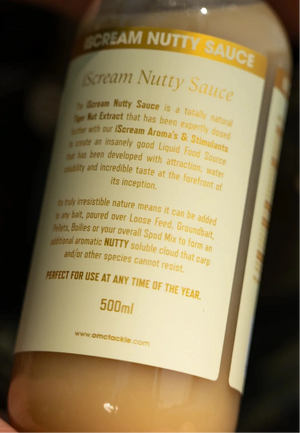 iSCREAM NUTTY SAUCE
iScream Nutty Sauce
The iScream Nutty Sauce is a totally natural
Tiger Nut Extract that has been expertly dosed
further with our iScream Aroma's & Stimulants
to create an insanely good Liquid Food Source
that has been developed with attraction, water
solubility and incredible taste at the forefront of
its inception.
Its truly irresistible nature means it can be added
to any bait, poured over Loose Feed, Groundbait,
Pellets, Boilies or your overall Spod Mix to form an
additional aromatic NUTTY soluble cloud that carp
and/or other species cannot resist.
PERFECT FOR USE AT ANY TIME OF THE YEAR.
500ml
www.omctackle.com